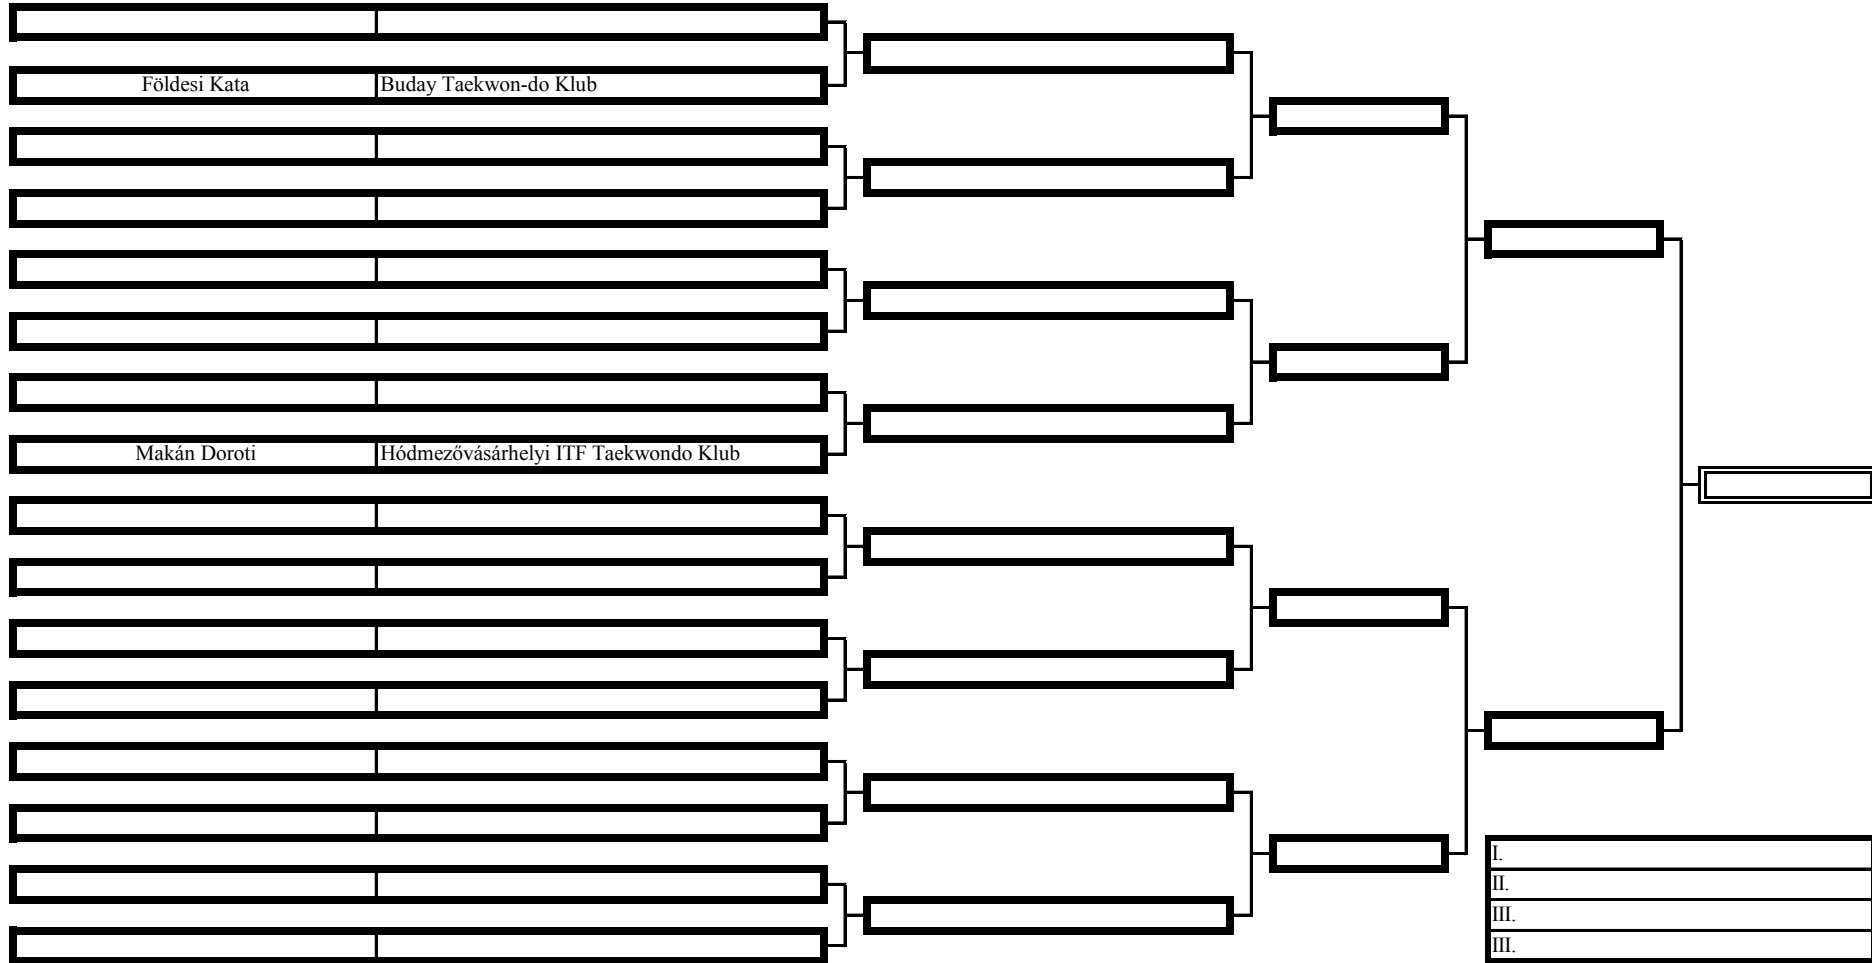 Földesi Kata Buday Taekwon-do Klub
Makán Doroti Hódmezővásárhelyi ITF Taekwondo Klub
I.
II.
III.
III.